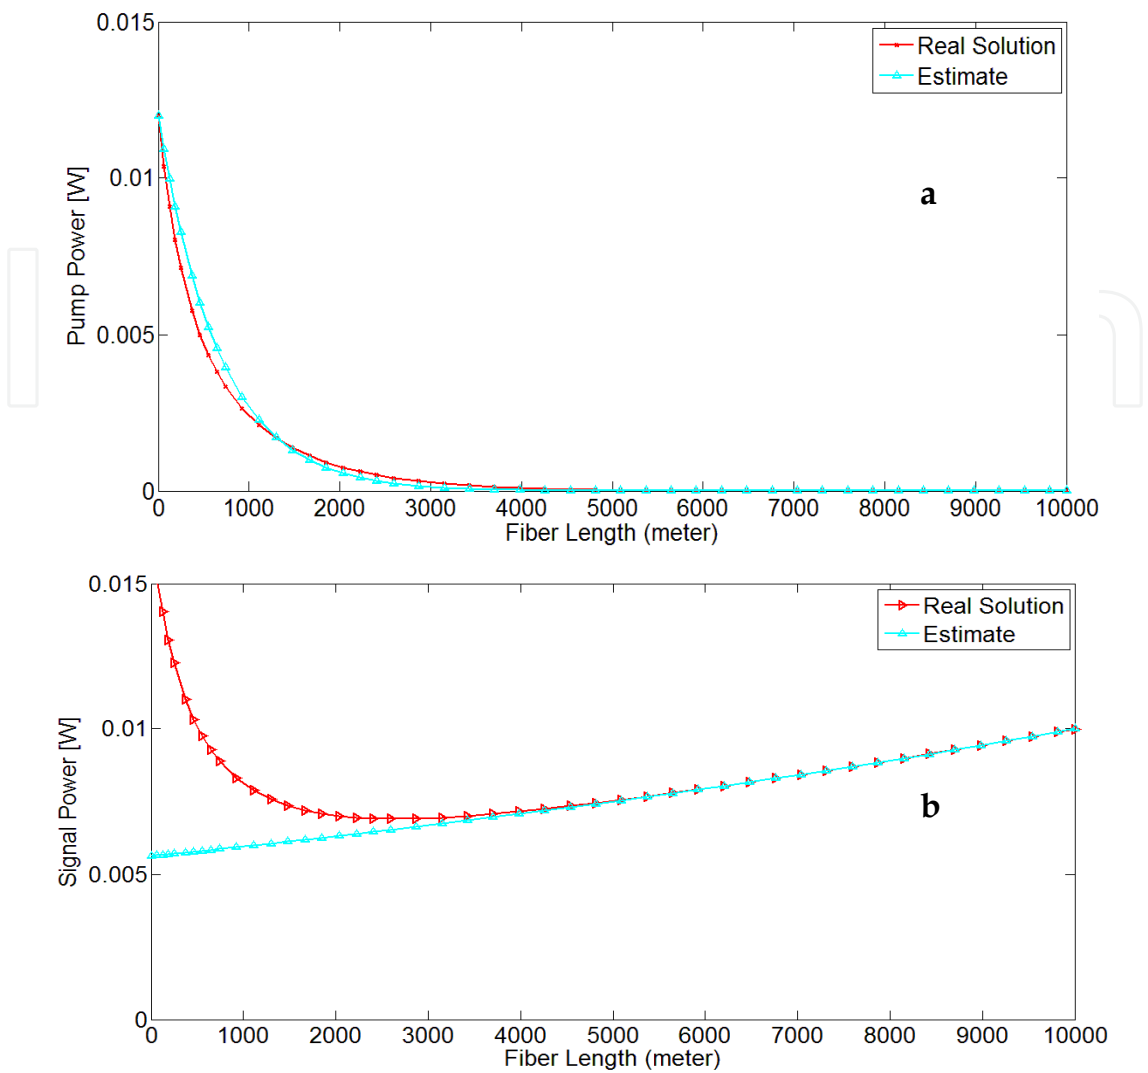 0.015
Real Solution
Estimate
0.01
a
Pump Power [W]
0.005
0
0 1000 2000 3000 4000 5000 6000 7000 8000 9000 10000
Fiber Length (meter)
0.015
Real Solution
Estimate
0.01
b
Signal Power [W]
0.005
0
0 1000 2000 3000 4000 5000 6000 7000 8000 9000 10000
Fiber Length (meter)